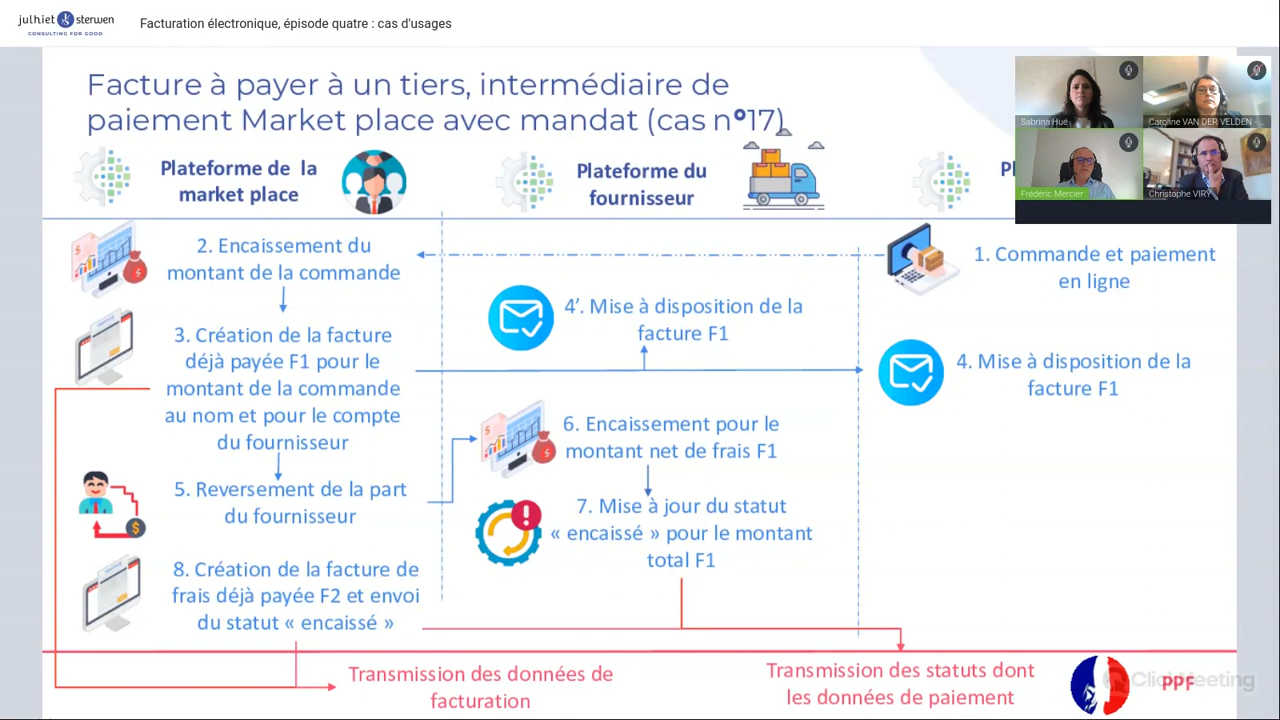 julhiet sterwen
CONSULTING FOR GOOD
Facturation électronique, épisode quatre : cas d'usages
Facture à payer à un tiers, intermédiaire de
paiement Market place avec mandat (cas n°17)
Sabrina Hué
Caroline VAN DER VELDEN -...
Frédéric Mercier
Christophe VIRY
Plateforme de la
market place
Plateforme du
fournisseur
Pl
2. Encaissement du
montant de la commande
1. Commande et paiement
en ligne
3. Création de la facture
déjà payée F1 pour le
montant de la commande
au nom et pour le compte
du fournisseur
4'. Mise à disposition de la
facture F1
4. Mise à disposition de la
facture F1
5. Reversement de la part
du fournisseur
6. Encaissement pour le
montant net de frais F1
7. Mise à jour du statut
« encaissé » pour le montant
total F1
8. Création de la facture de
frais déjà payée F2 et envoi
du statut « encaissé »
Transmission des données de
facturation
Transmission des statuts dont
les données de paiement
PPF
ClickMeeting